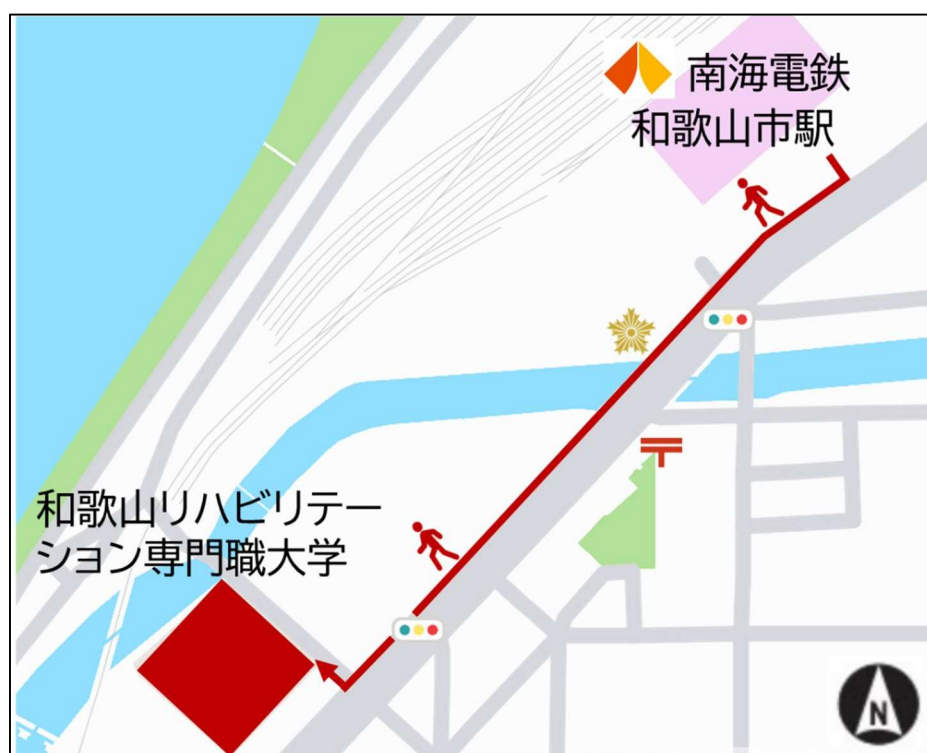 南海電鉄
和歌山市駅
和歌山リハビリテー
ション専門職大学
N